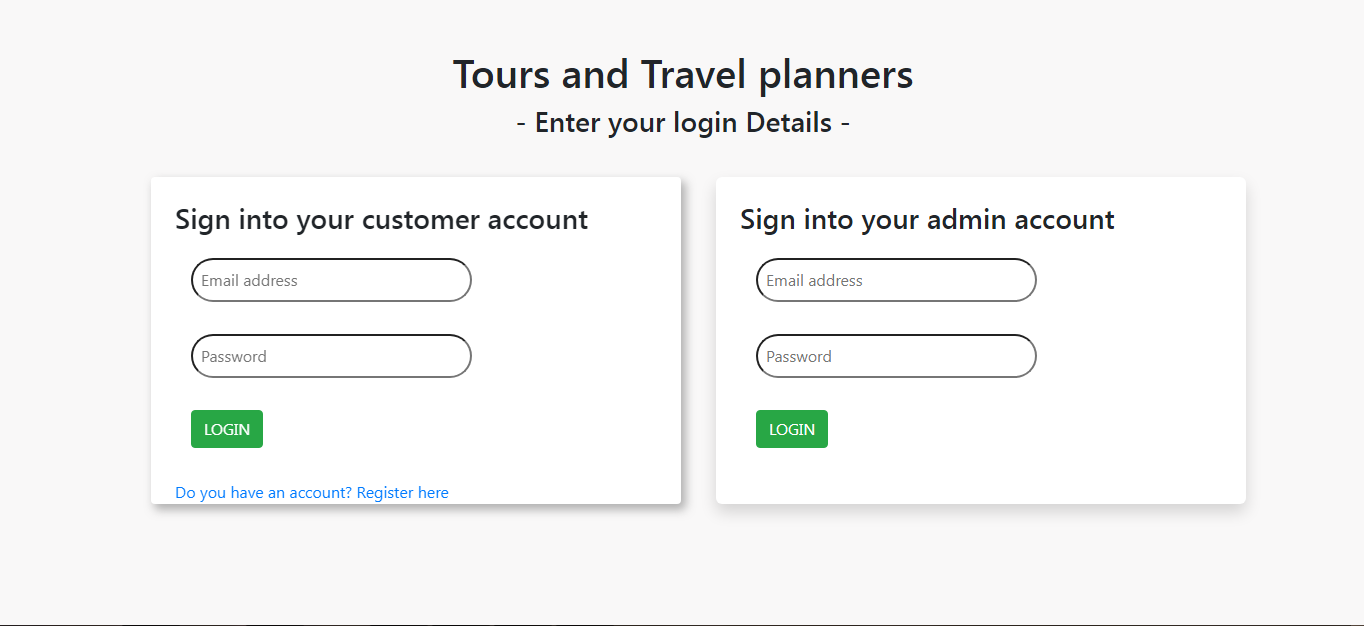 Tours and Travel planners
- Enter your login Details -
Sign into your customer account
Email address
Password
LOGIN
Do you have an account? Register here
Sign into your admin account
Email address
Password
LOGIN